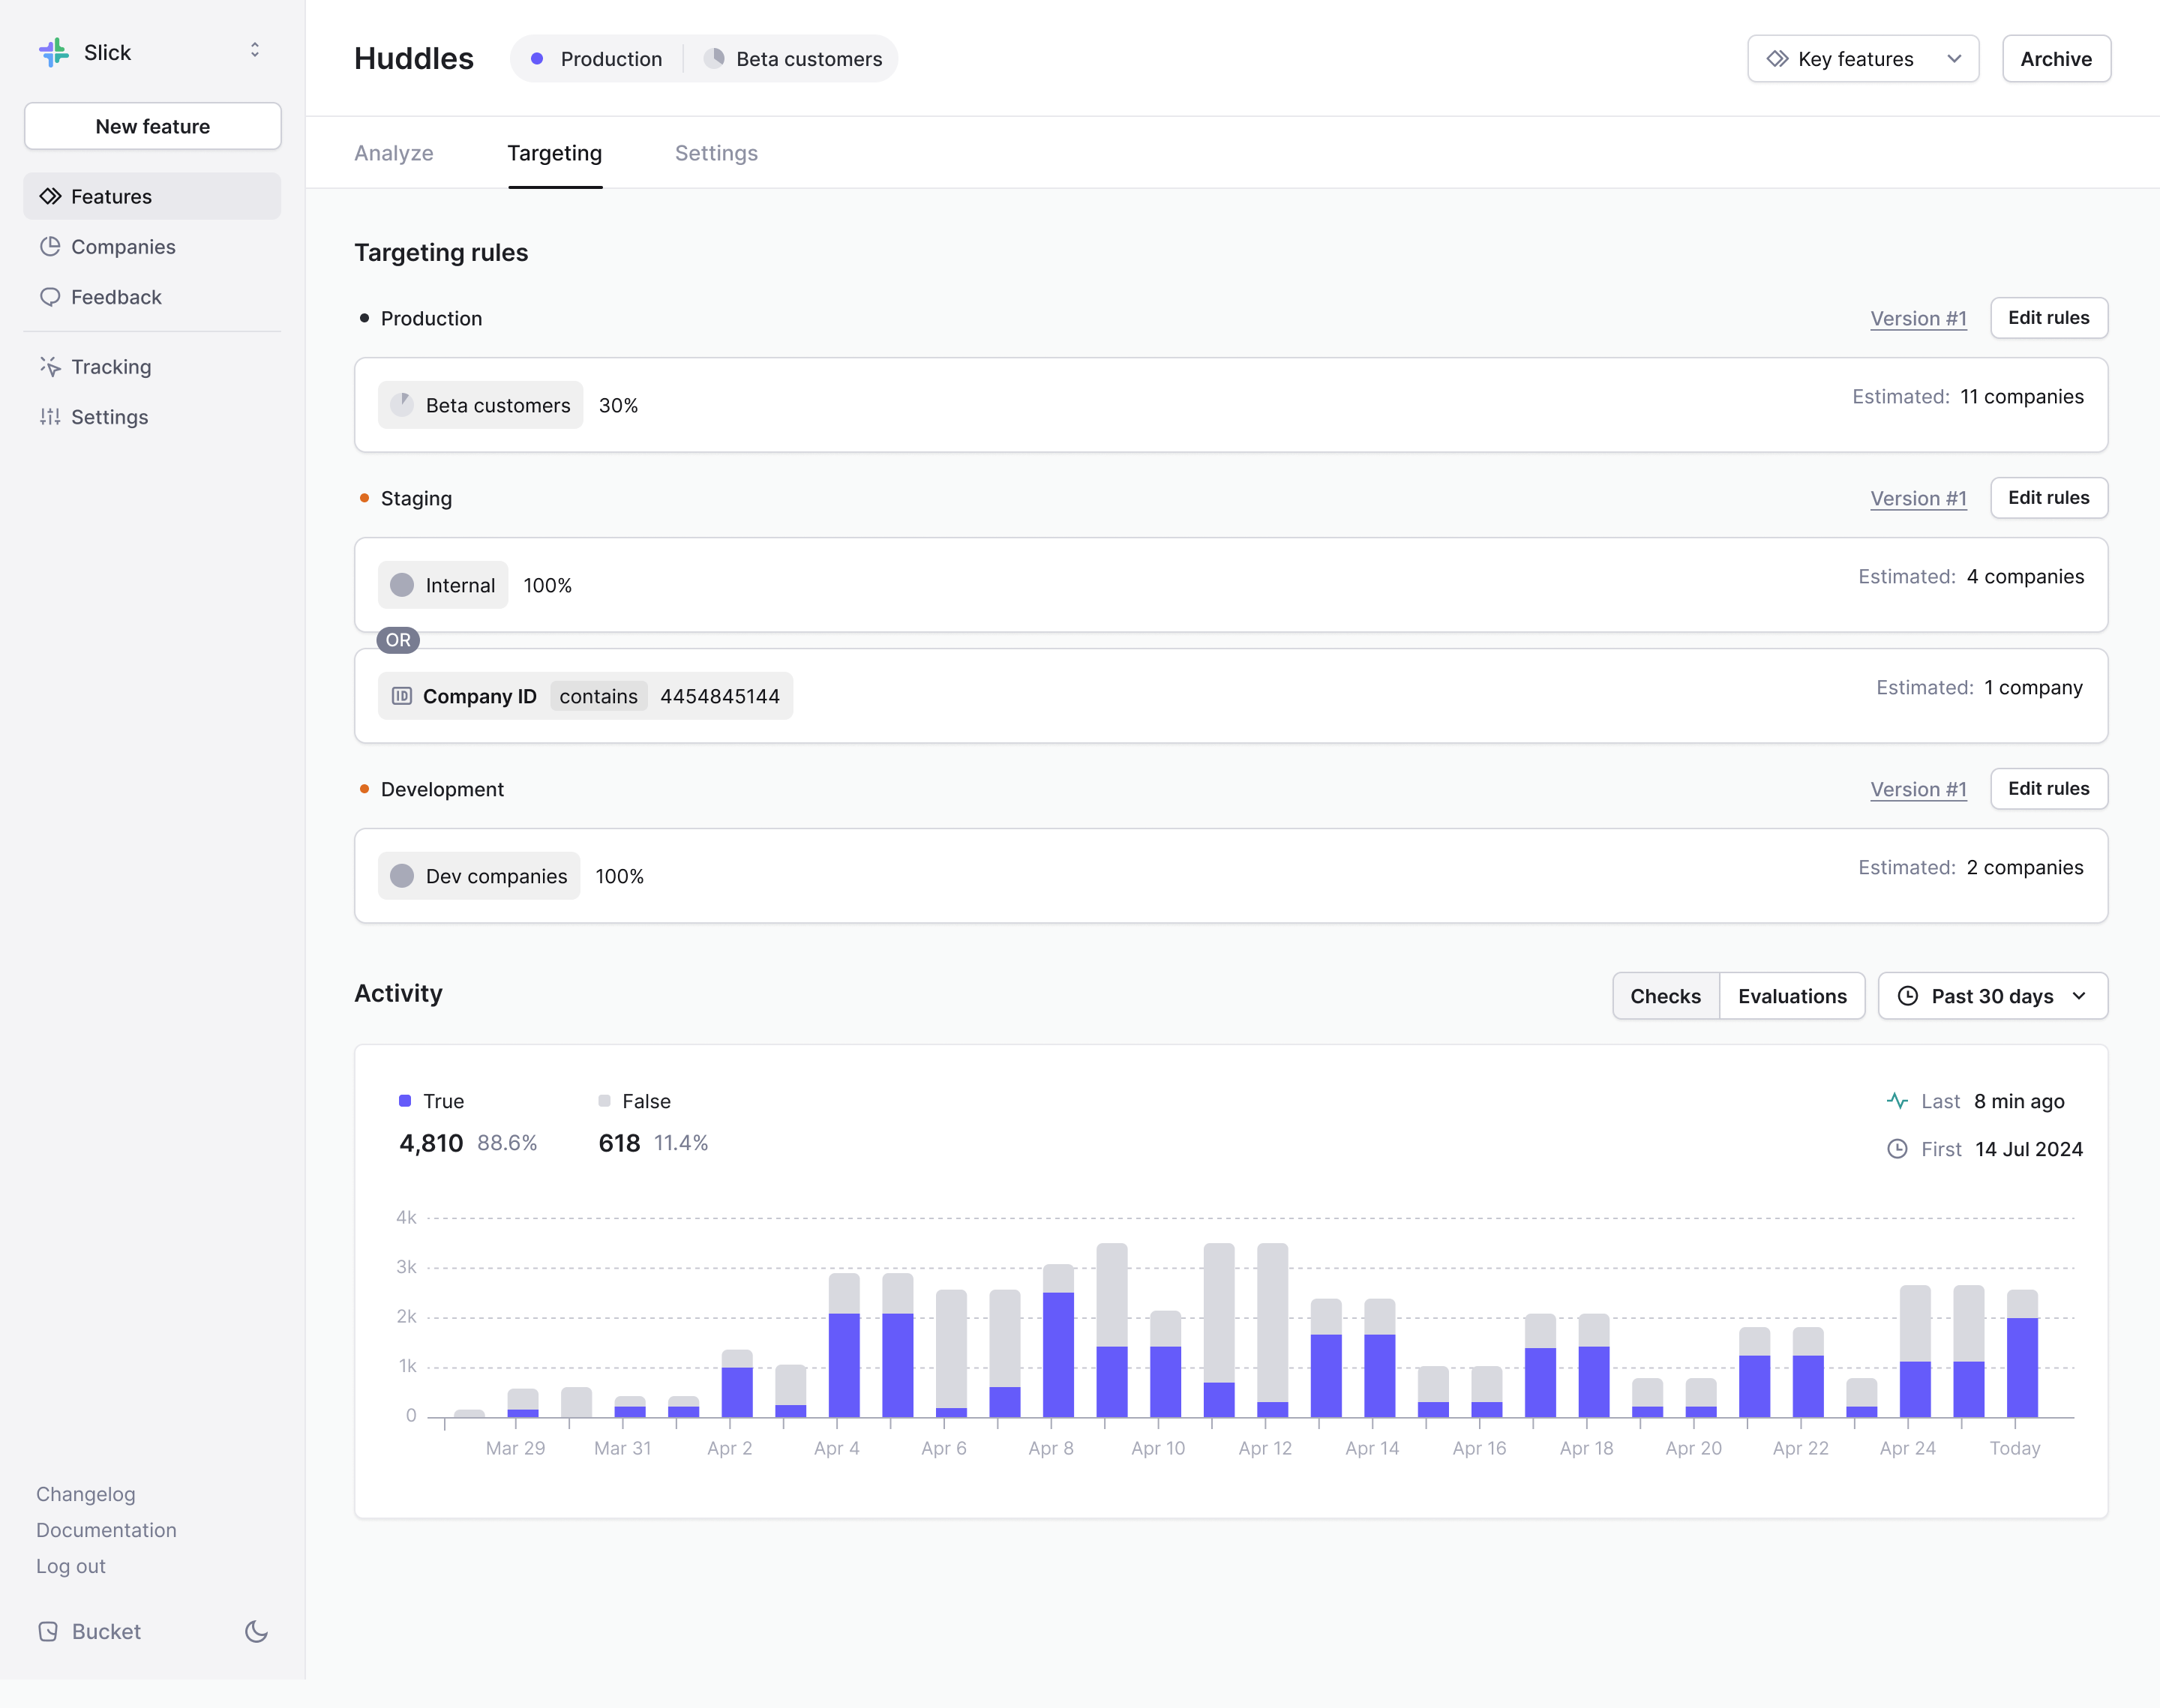 Slick
New feature
Features
Companies
Feedback
Tracking
Settings
Changelog
Documentation
Log out
Bucket
Huddles
Production
Beta customers
Key features
Archive
Analyze
Targeting
Settings
Targeting rules
Production
Version #1
Edit rules
Beta customers
30%
Estimated: 11 companies
Staging
Version #1
Edit rules
Internal
100%
Estimated: 4 companies
OR
ID
Company ID contains 4454845144
Estimated: 1 company
Development
Version #1
Edit rules
Dev companies
100%
Estimated: 2 companies
Activity
Checks
Evaluations
Past 30 days
True
4,810 88.6%
False
618 11.4%
Last 8 min ago
First 14 Jul 2024
4k
3k
2k
1k
0
Mar 29
Mar 31
Apr 2
Apr 4
Apr 6
Apr 8
Apr 10
Apr 12
Apr 14
Apr 16
Apr 18
Apr 20
Apr 22
Apr 24
Today